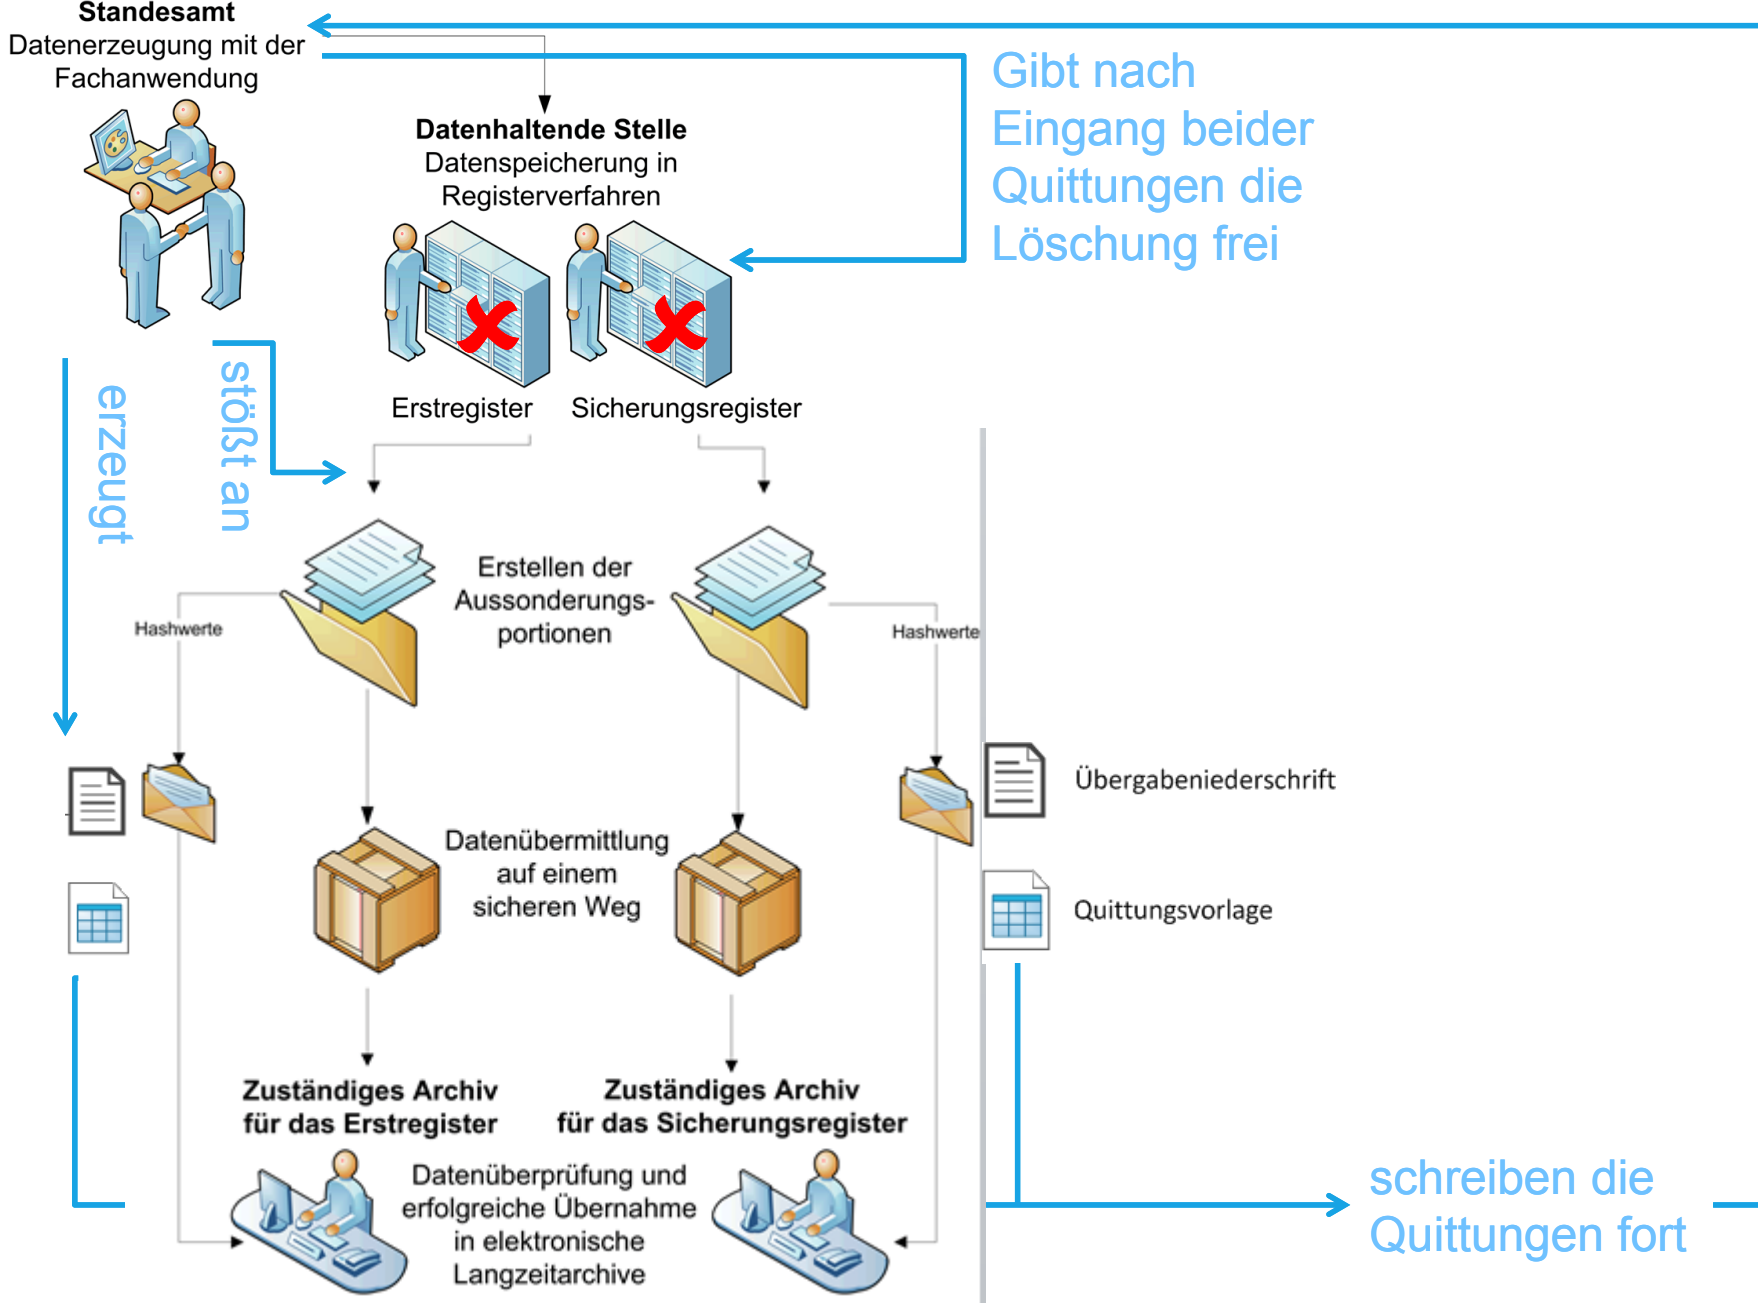 Standesamt
Datenerzeugung mit der
Fachanwendung
Gibt nach
Eingang beider
Quittungen die
Löschung frei
Datenhaltende Stelle
Datenspeicherung in
Registerverfahren
Erstregister
Sicherungsregister
erzeugt
stößt an
Erstellen der
Aussonderungs-
portionen
Hashwerte
Hashwerte
Übergabeniederschrift
Datenübermittlung
auf einem
sicheren Weg
Quittungsvorlage
Zuständiges Archiv
für das Erstregister
Zuständiges Archiv
für das Sicherungsregister
Datenüberprüfung und
erfolgreiche Übernahme
in elektronische
Langzeitarchive
schreiben die
Quittungen fort